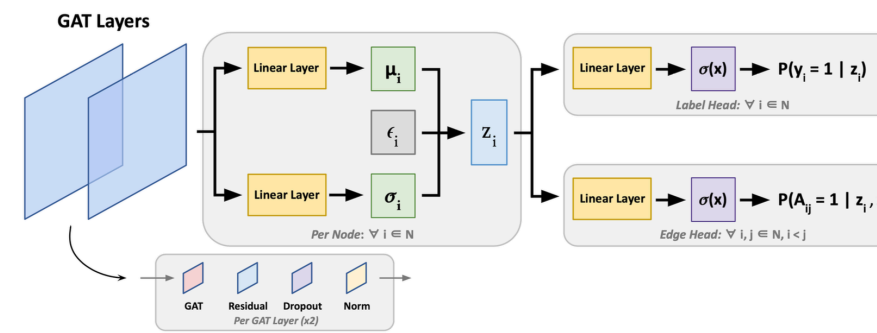 GAT Layers
Linear Layer
μi
ϵi
Linear Layer
σi
zi
Per Node: ∀ i ∈ N
Linear Layer
σ(x)
P(yi = 1 | zi)
Label Head: ∀ i ∈ N
Linear Layer
σ(x)
P(Aij = 1 | zi ,
Edge Head: ∀ i, j ∈ N, i < j
GAT
Residual
Dropout
Norm
Per GAT Layer (x2)